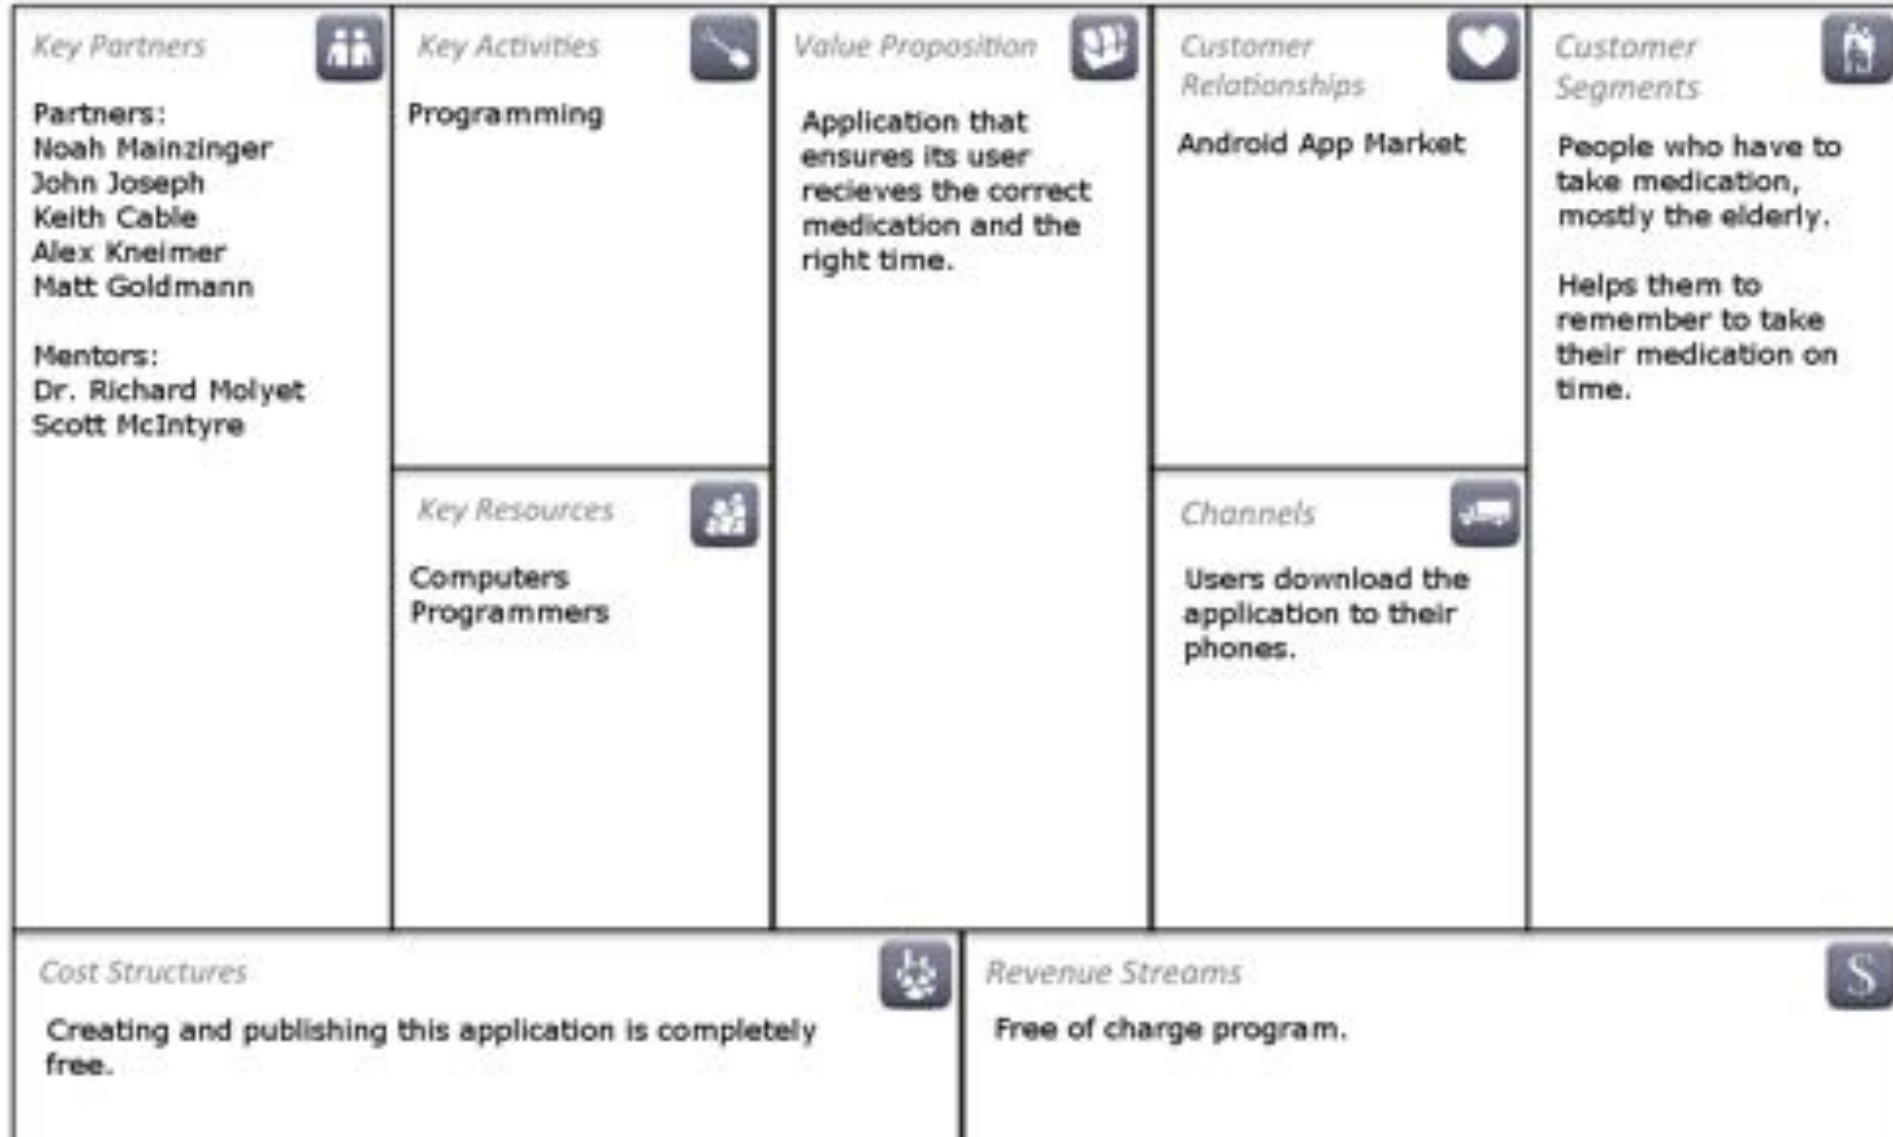 Key Partners
Partners:
Noah Mainzinger
John Joseph
Keith Cable
Alex Kneimer
Matt Goldmann
Mentors:
Dr. Richard Molyet
Scott McIntyre
Key Activities
Programming
Key Resources
Computers
Programmers
Value Proposition
Application that
ensures its user
recieves the correct
medication and the
right time.
Customer
Relationships
Android App Market
Channels
Users download the
application to their
phones.
Customer
Segments
People who have to
take medication,
mostly the elderly.
Helps them to
remember to take
their medication on
time.
Cost Structures
Creating and publishing this application is completely
free.
Revenue Streams
S
Free of charge program.